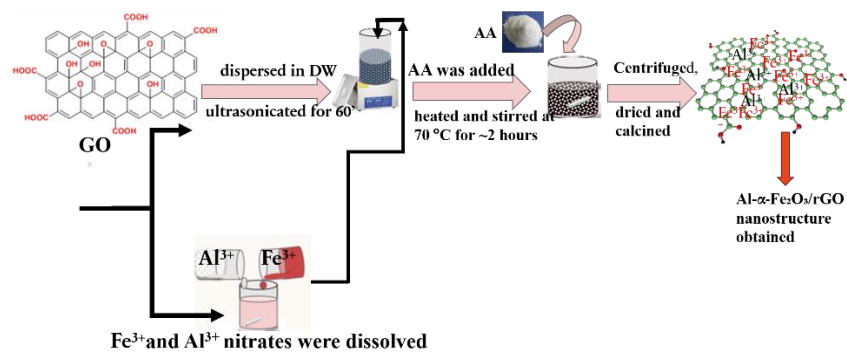 COOH
COOH
OH
O
O
HOOC
OH
OH
O
OH
HOOC
COOH
GO
dispersed in DW
ultrasonicated for 60'
AA
AA was added
heated and stirred at
70 °C for ~2 hours
Centrifuged,
dried and
calcined
Al-α-Fe₂O₃/rGO
nanostructure
obtained
Al³⁺
Fe³⁺
Fe³⁺and Al³⁺ nitrates were dissolved